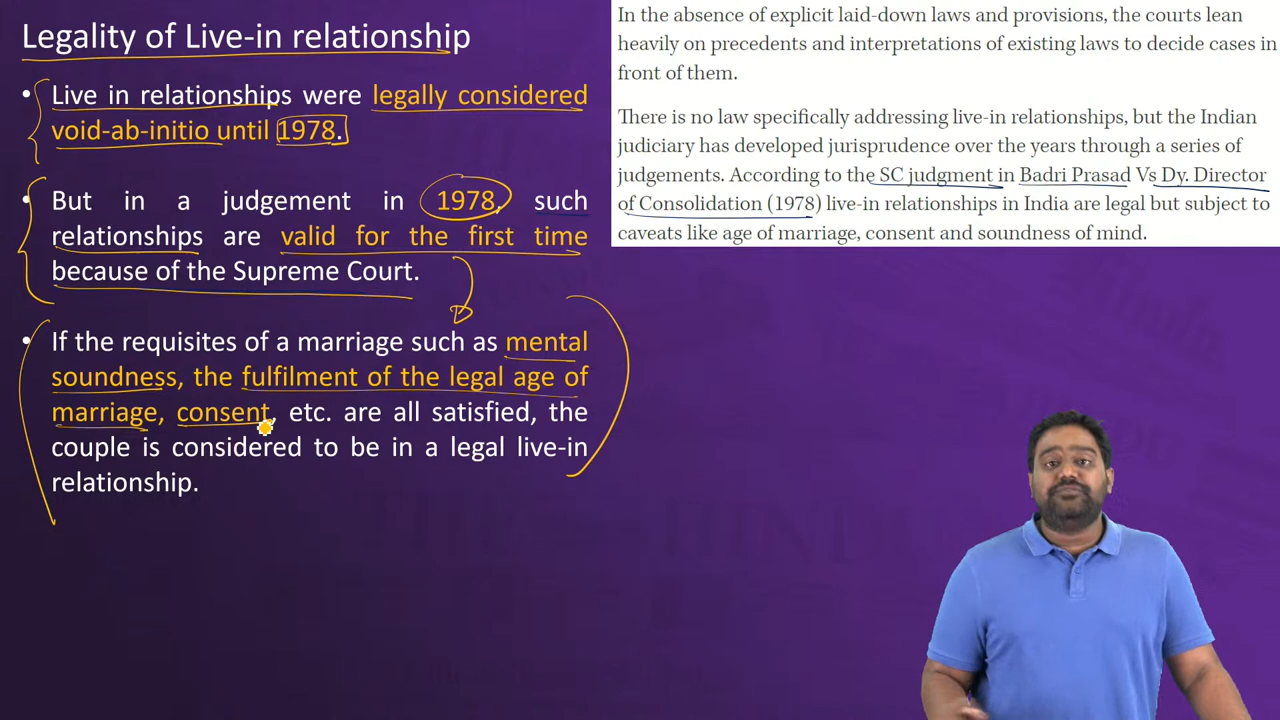 Legality of Live-in relationship
• Live in relationships were legally considered
void-ab-initio until 1978.
• But in a judgement in 1978, such
relationships are valid for the first time
because of the Supreme Court.
• If the requisites of a marriage such as mental
soundness, the fulfilment of the legal age of
marriage, consent, etc. are all satisfied, the
couple is considered to be in a legal live-in
relationship.
In the absence of explicit laid-down laws and provisions, the courts lean
heavily on precedents and interpretations of existing laws to decide cases in
front of them.
There is no law specifically addressing live-in relationships, but the Indian
judiciary has developed jurisprudence over the years through a series of
judgements. According to the SC judgment in Badri Prasad Vs Dy. Director
of Consolidation (1978) live-in relationships in India are legal but subject to
caveats like age of marriage, consent and soundness of mind.